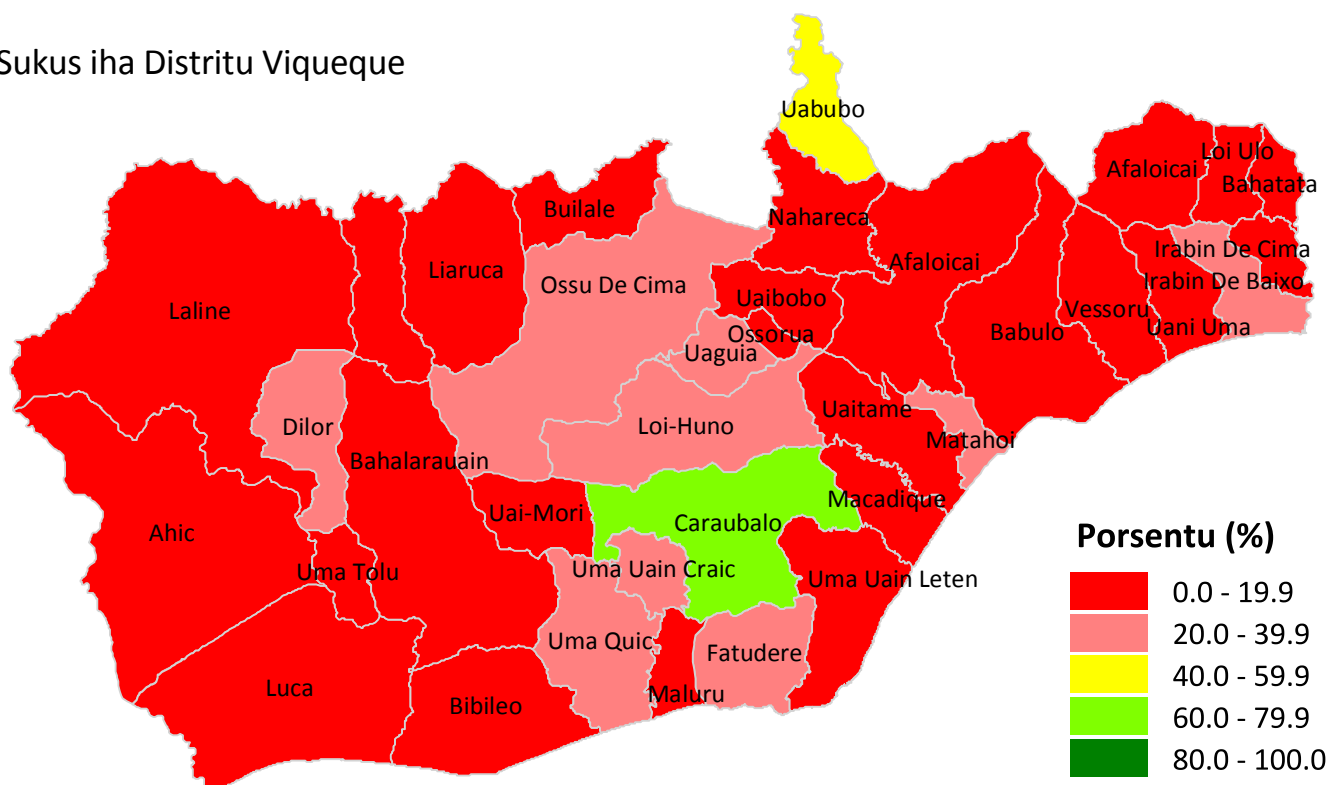 Sukus iha Distritu Viqueque
Uabubo
Loi Ulo
Afaloicai
Bahatata
Builale
Nahareca
Irabin De Cima
Afaloicai
Liaruca
Irabin De Baixo
Ossu De Cima
Uaibobo
Laline
Vessoru
Uani Uma
Babulo
Ossorua
Uaguia
Uaitame
Dilor
Loi-Huno
Matahoi
Bahalarauain
Macadique
Uai-Mori
Caraubalo
Ahic
Uma Tolu
Uma Uain Craic
Uma Uain Leten
Uma Quic
Fatudere
Luca
Maluru
Bibileo
Porsentu (%)
0.0 - 19.9
20.0 - 39.9
40.0 - 59.9
60.0 - 79.9
80.0 - 100.0